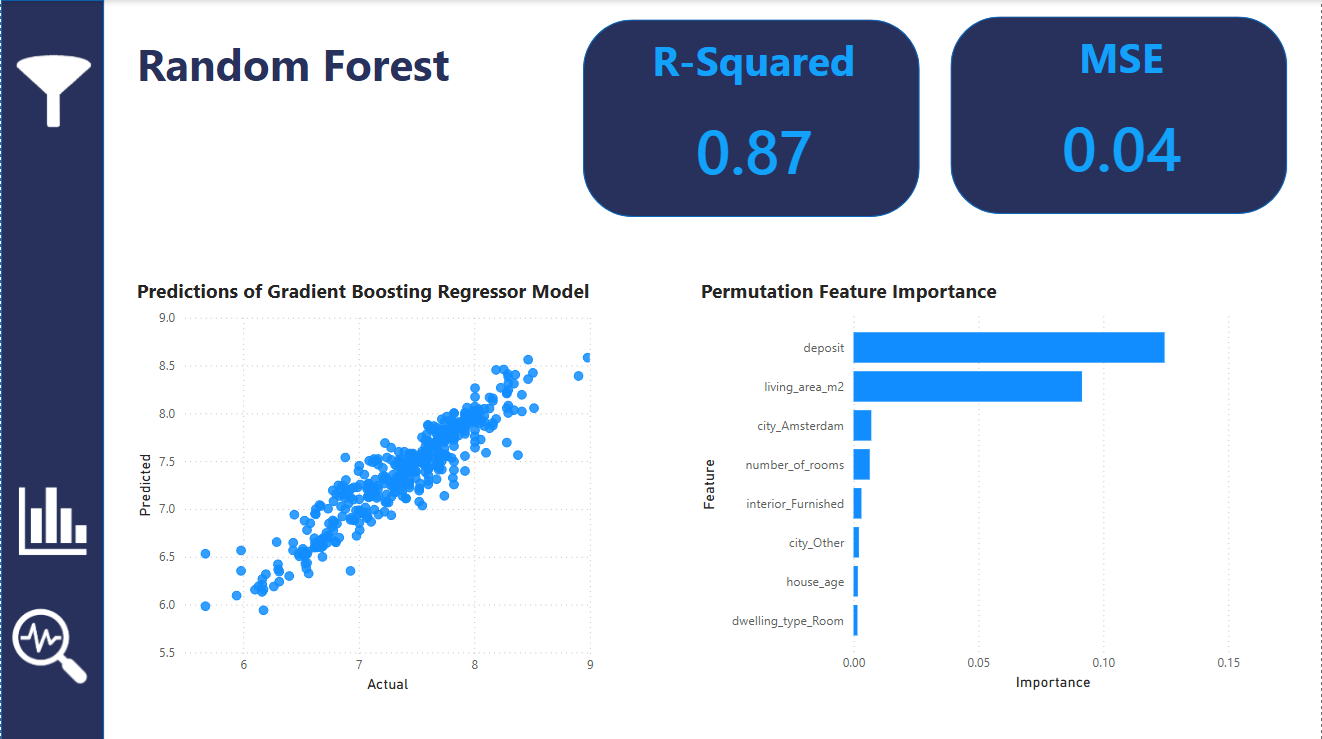 Random Forest
R-Squared
0.87
MSE
0.04
Predictions of Gradient Boosting Regressor Model
9.0
8.5
8.0
7.5
7.0
6.5
6.0
5.5
Predicted
6 7 8 9
Actual
Permutation Feature Importance
Feature
deposit
living_area_m2
city_Amsterdam
number_of_rooms
interior_Furnished
city_Other
house_age
dwelling_type_Room
0.00 0.05 0.10 0.15
Importance